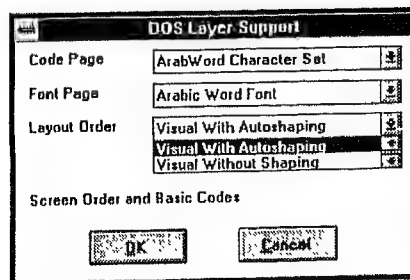 DOS Layer Support
Code Page ArabWord Character Set
Font Page Arabic Word Font
Layout Order Visual With Autoshaping
Visual With Autoshaping
Visual Without Shaping
Screen Order and Basic Codes
OK Cancel